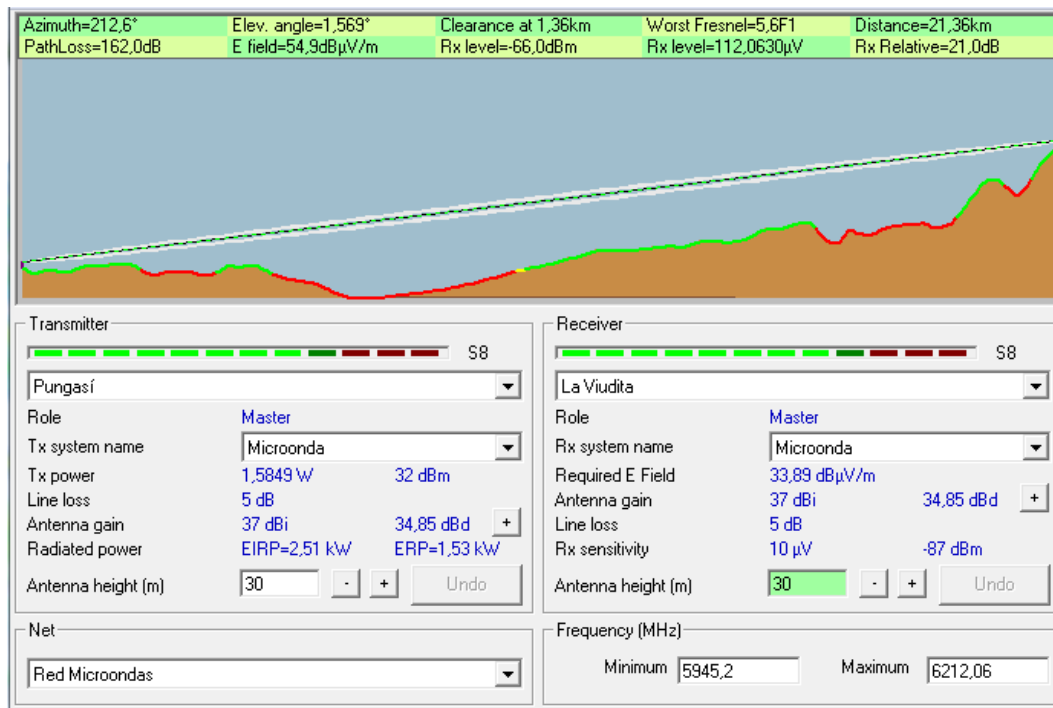 Azimuth=212,6° Elev. angle=1,569° Clearance at 1,36km Worst Fresnel=5,6F1 Distance=21,36km
PathLoss=162,0dB E field=54,9dBµV/m Rx level=-66,0dBm Rx level=112,0630µV Rx Relative=21,0dB
Transmitter
S8
Pungasí
Role Master
Tx system name Microonda
Tx power 1,5849 W 32 dBm
Line loss 5 dB
Antenna gain 37 dBi 34,85 dBd +
Radiated power EIRP=2,51 kW ERP=1,53 kW
Antenna height (m) 30 - + Undo
Receiver
S8
La Viudita
Role Master
Rx system name Microonda
Required E Field 33,89 dBµV/m
Antenna gain 37 dBi 34,85 dBd +
Line loss 5 dB
Rx sensitivity 10 µV -87 dBm
Antenna height (m) 30 - + Undo
Net
Red Microondas
Frequency (MHz)
Minimum 5945,2 Maximum 6212,06